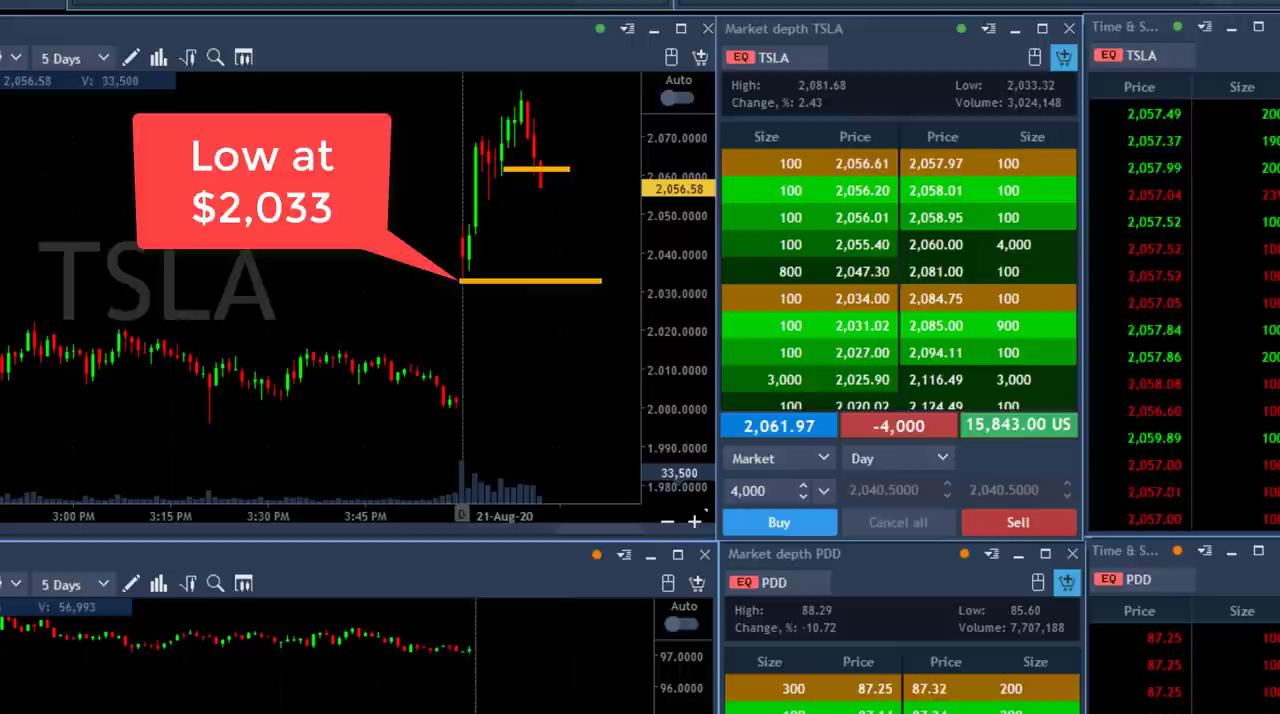 Market depth TSLA
Time & S...
5 Days
EQ TSLA
EQ TSLA
2,056.58 V: 33,500
Auto
High: 2,081.68 Low: 2,033.32
Change, %: 2.43 Volume: 3,024,148
Price Size
Size Price Price Size
Low at
$2,033
TSLA
2.070.0000
2,056.58
2.050.0000
2.040.0000
2.030.0000
2.020.0000
2.010.0000
2.000.0000
1.990.0000
33,500
1.980.0000
100 2,056.61 2,057.97 100
100 2,056.20 2,058.01 100
100 2,056.01 2,058.95 100
100 2,055.40 2,060.00 4,000
800 2,047.30 2,081.00 100
100 2,034.00 2,084.75 100
100 2,031.02 2,085.00 900
100 2,027.00 2,094.11 100
3,000 2,025.90 2,116.49 3,000
100 2,020.02 2,124.49 100
2,061.97 -4,000 15,843.00 US
Market Day
4,000 2,040.5000 2,040.5000
Buy Cancel all Sell
2,057.49
2,057.37
2,057.99
2,057.04
2,057.52
2,057.52
2,057.52
2,057.05
2,057.84
2,057.86
2,058.08
2,056.60
2,059.89
2,057.00
2,057.01
2,057.00
3:00 PM 3:15 PM 3:30 PM 3:45 PM D 21-Aug-20
Market depth PDD
Time & S...
5 Days
EQ PDD
EQ PDD
V: 56,993
Auto
High: 88.29 Low: 85.60
Change, %: -10.72 Volume: 7,707,188
Price Size
97.0000
96.0000
Size Price Price Size
300 87.25 87.32 200
87.25
87.25
87.25